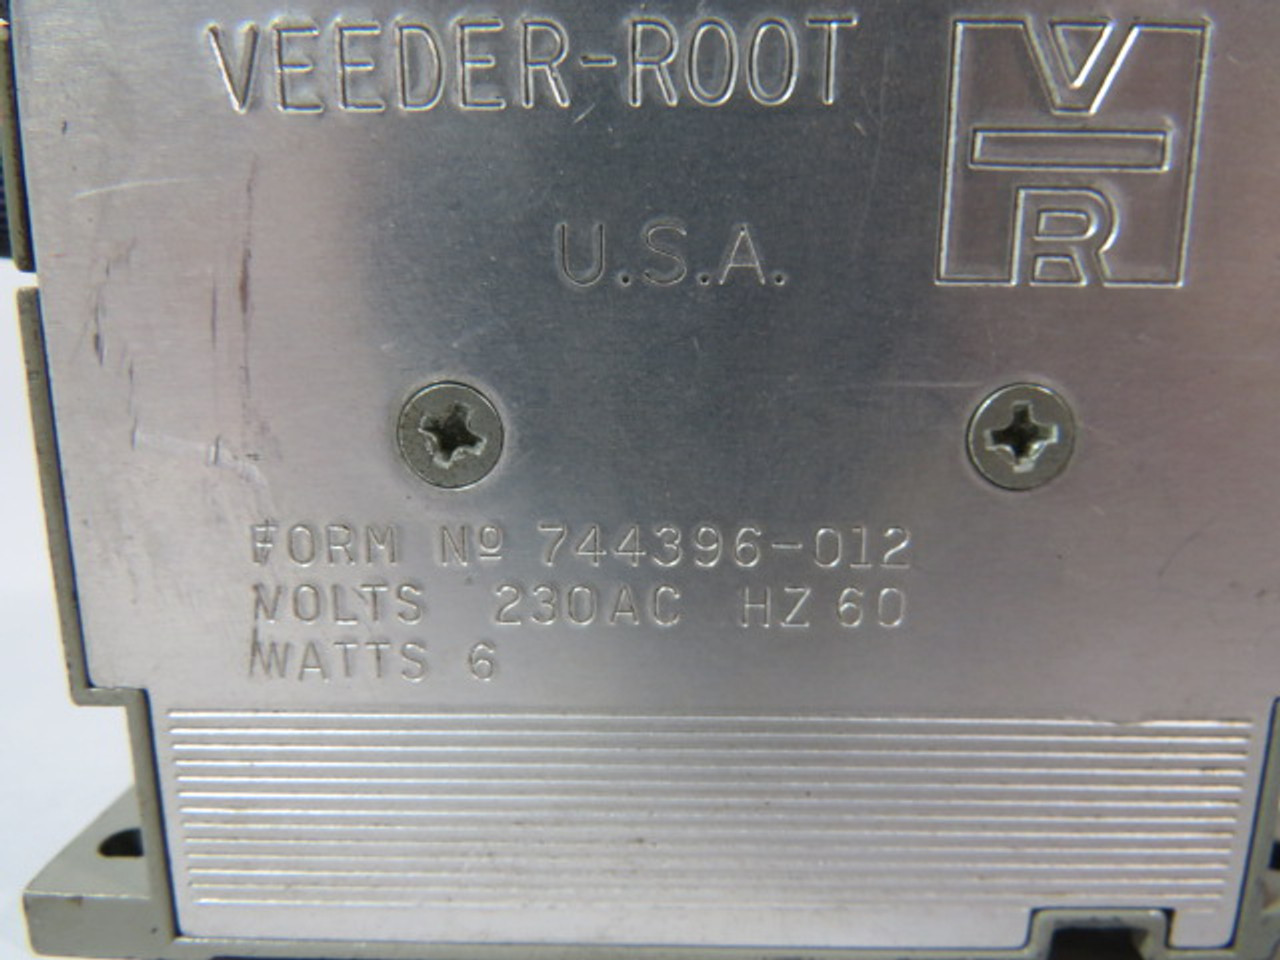 VEEDER-ROOT
V
R
U.S.A.
FORM Nº 744396-012
VOLTS 230AC HZ 60
WATTS 6